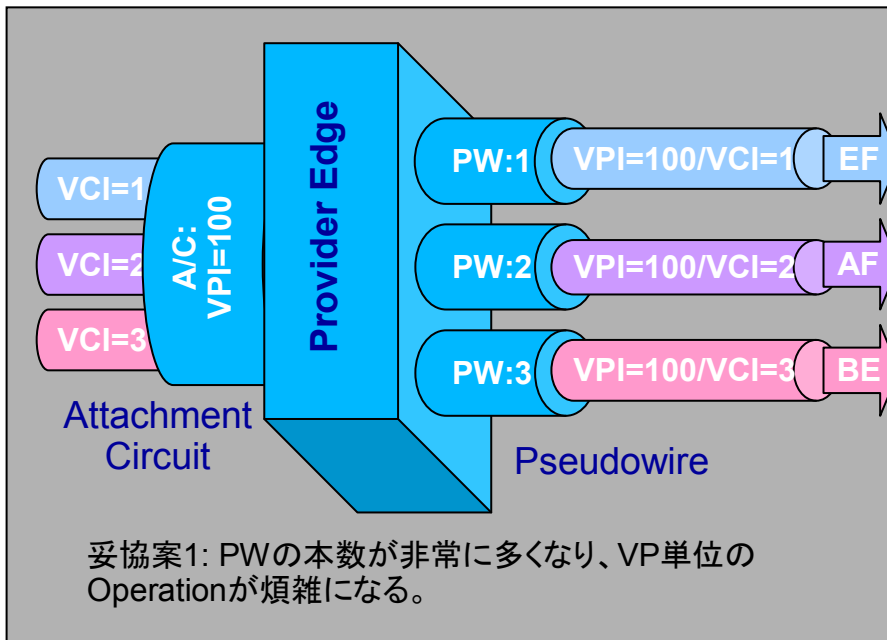 VCI=1
VCI=2
VCI=3
A/C:
VPI=100
Provider Edge
PW:1
VPI=100/VCI=1
EF
PW:2
VPI=100/VCI=2
AF
PW:3
VPI=100/VCI=3
BE
Attachment
Circuit
Pseudowire
妥協案1: PWの本数が非常に多くなり、VP単位の
Operationが煩雑になる。